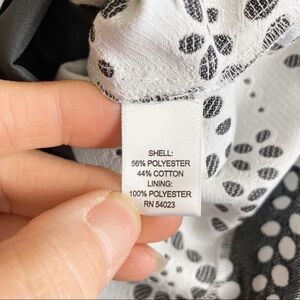 SHELL:
56% POLYESTER
44% COTTON
LINING:
100% POLYESTER
RN 54023